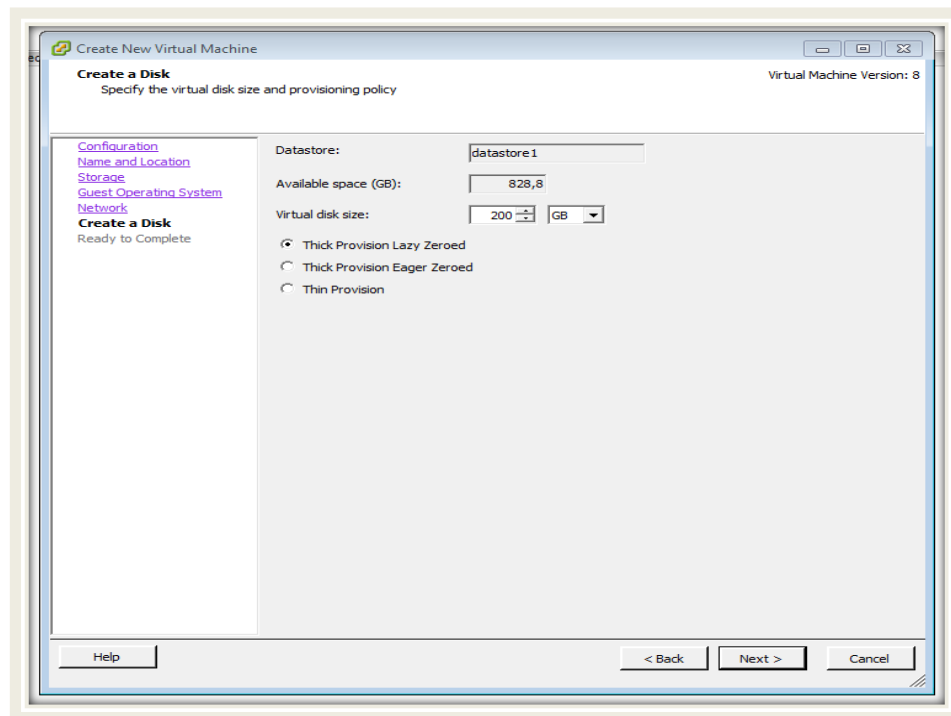 Create New Virtual Machine
Create a Disk
Specify the virtual disk size and provisioning policy
Virtual Machine Version: 8
Configuration
Name and Location
Storage
Guest Operating System
Network
Create a Disk
Ready to Complete
Datastore: datastore1
Available space (GB): 828,8
Virtual disk size: 200 GB
Thick Provision Lazy Zeroed
Thick Provision Eager Zeroed
Thin Provision
Help
< Back
Next >
Cancel